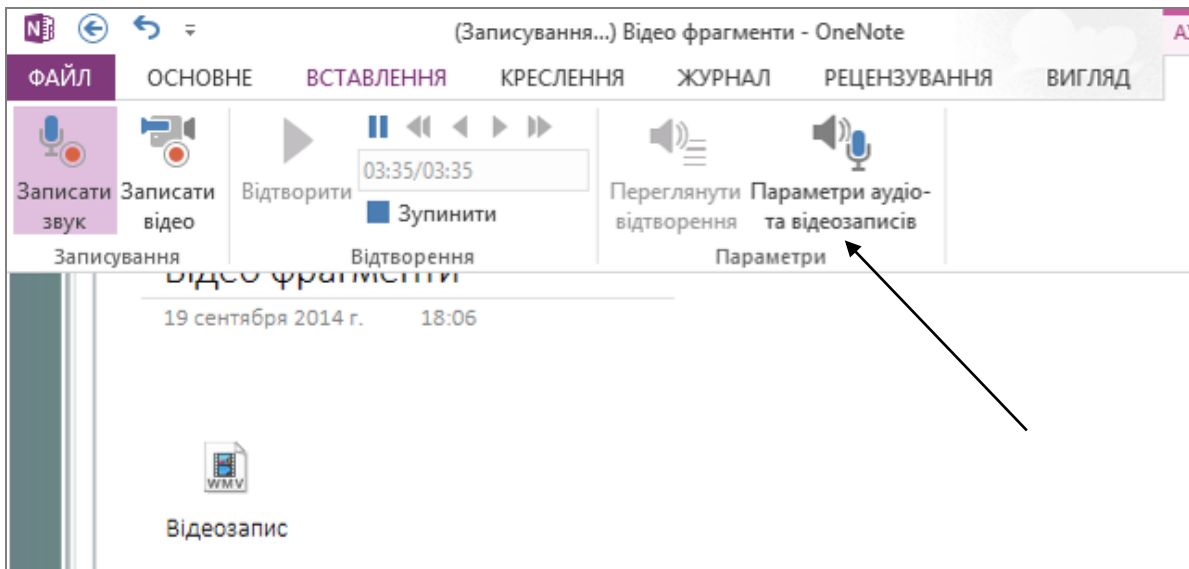 (Записування...) Відео фрагменти - OneNote
ФАЙЛ ОСНОВНЕ ВСТАВЛЕННЯ КРЕСЛЕННЯ ЖУРНАЛ РЕЦЕНЗУВАННЯ ВИГЛЯД
03:35/03:35
Записати Записати Відтворити Переглянути Параметри аудіо-
звук відео Зупинити відтворення та відеозаписів
Записування Відтворення Параметри
Відео фрагменти
19 сентября 2014 г. 18:06
WMV
Відеозапис